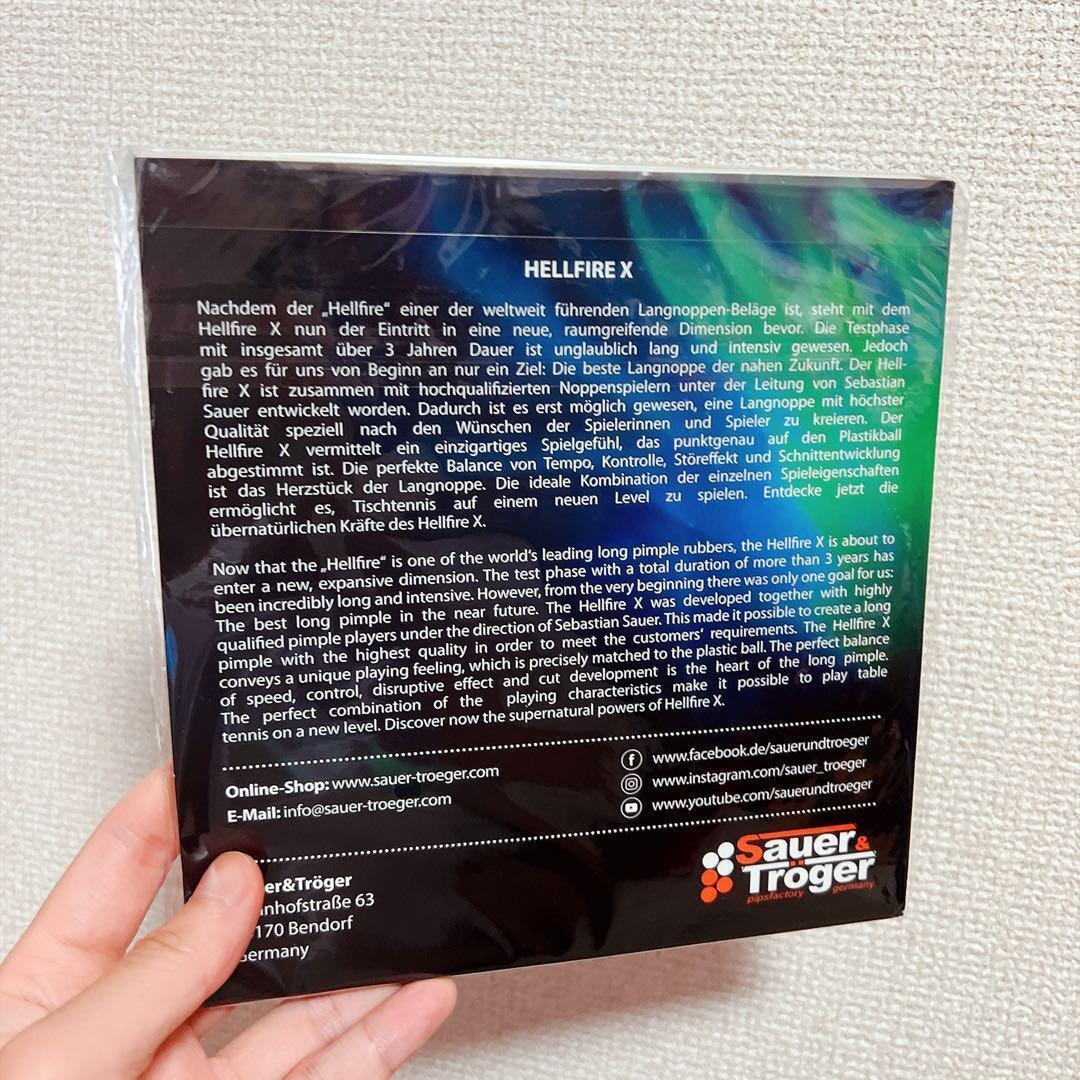 HELLFIRE X
Nachdem der „Hellfire“ einer der weltweit führenden Langnoppen-Beläge ist, steht mit dem
Hellfire X nun der Eintritt in eine neue, raumgreifende Dimension bevor. Die Testphase
mit insgesamt über 3 Jahren Dauer ist unglaublich lang und intensiv gewesen. Jedoch
gab es für uns von Beginn an nur ein Ziel: Die beste Langnoppe der nahen Zukunft. Der Hell-
fire X ist zusammen mit hochqualifizierten Noppenspielern unter der Leitung von Sebastian
Sauer entwickelt worden. Dadurch ist es erst möglich gewesen, eine Langnoppe mit höchster
Qualität speziell nach den Wünschen der Spielerinnen und Spieler zu kreieren. Der
Hellfire X vermittelt ein einzigartiges Spielgefühl, das punktgenau auf den Plastikball
abgestimmt ist. Die perfekte Balance von Tempo, Kontrolle, Störeffekt und Schnittentwicklung
ist das Herzstück der Langnoppe. Die ideale Kombination der einzelnen Spieleigenschaften
ermöglicht es, Tischtennis auf einem neuen Level zu spielen. Entdecke jetzt die
übernatürlichen Kräfte des Hellfire X.
Now that the „Hellfire“ is one of the world's leading long pimple rubbers, the Hellfire X is about to
enter a new, expansive dimension. The test phase with a total duration of more than 3 years has
been incredibly long and intensive. However, from the very beginning there was only one goal for us:
The best long pimple in the near future. The Hellfire X was developed together with highly
qualified pimple players under the direction of Sebastian Sauer. This made it possible to create a long
pimple with the highest quality in order to meet the customers' requirements. The Hellfire X
conveys a unique playing feeling, which is precisely matched to the plastic ball. The perfect balance
of speed, control, disruptive effect and cut development is the heart of the long pimple.
The perfect combination of the playing characteristics make it possible to play table
tennis on a new level. Discover now the supernatural powers of Hellfire X.
Online-Shop: www.sauer-troeger.com
E-Mail: info@sauer-troeger.com
www.facebook.de/sauerundtroeger
www.instagram.com/sauer_troeger
www.youtube.com/sauerundtroeger
er&Tröger
nhofstraße 63
170 Bendorf
Germany
Sauer&
Tröger
pipsfactory germany